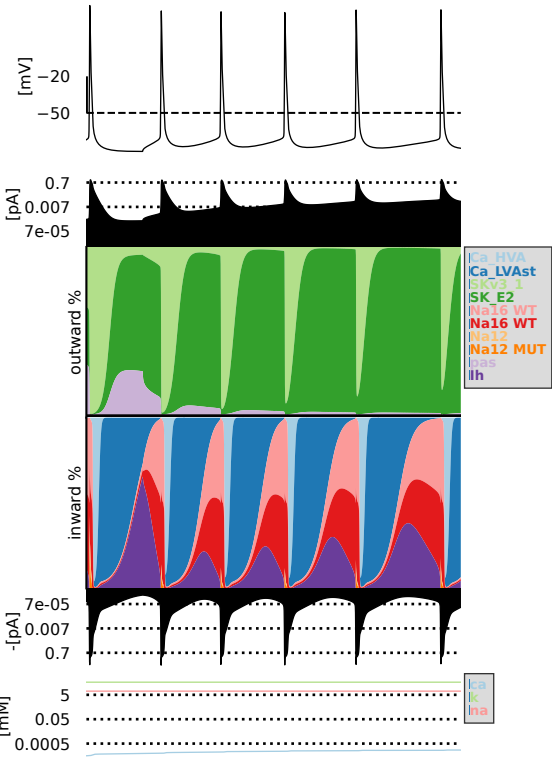 [mV]
−20
−50
[pA]
0.7
0.007
7e-05
outward %
Ca_HVA
Ca_LVAst
SKv3_1
SK_E2
Na16 WT
Na16 WT
Na12
Na12 MUT
pas
Ih
inward %
-[pA]
7e-05
0.007
0.7
[mM]
5
0.05
0.0005
ca
k
na